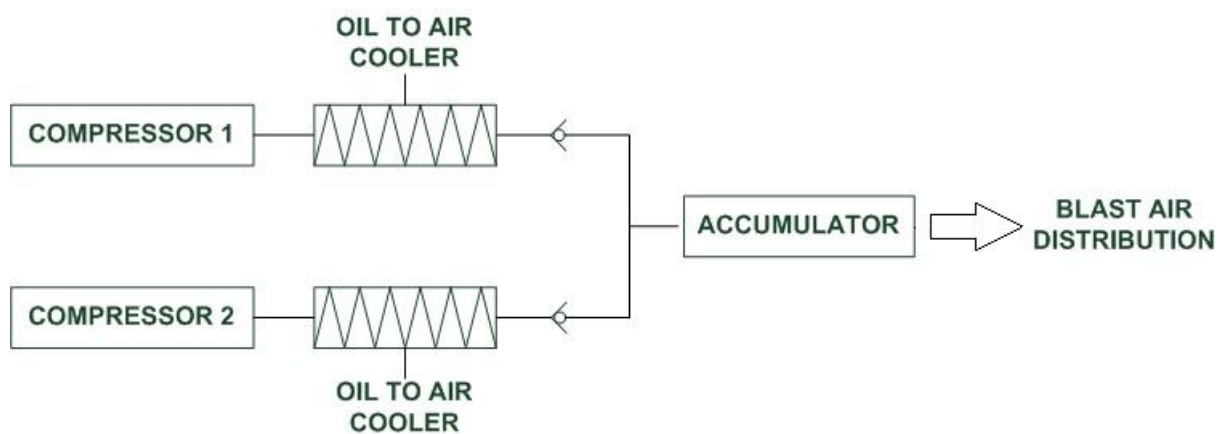 OIL TO AIR
COOLER
COMPRESSOR 1
ACCUMULATOR
BLAST AIR
DISTRIBUTION
COMPRESSOR 2
OIL TO AIR
COOLER